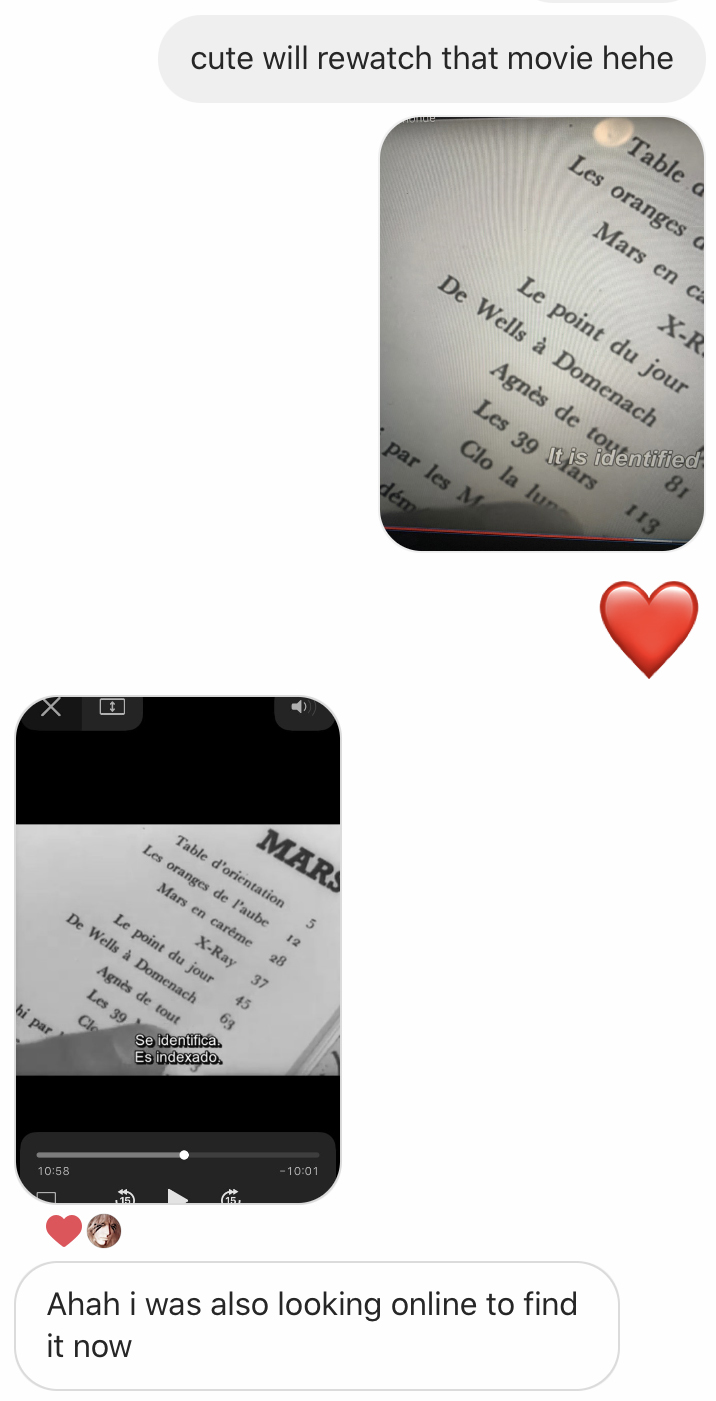 cute will rewatch that movie hehe
Table
Les oranges
Mars en
X-R
Le point du jour
De Wells à Domenach
Agnès de tout
Les 39 Mars
81
Clo la lune
113
par les M
dém
It is identified
MARS
Table d'orientation 5
Les oranges de l'aube 12
Mars en carême 28
X-Ray 37
Le point du jour 45
De Wells à Domenach 63
Agnès de tout
Les 39
Clo
hi par
Se identifica.
Es indexado.
10:58 -10:01
15 15
Ahah i was also looking online to find
it now